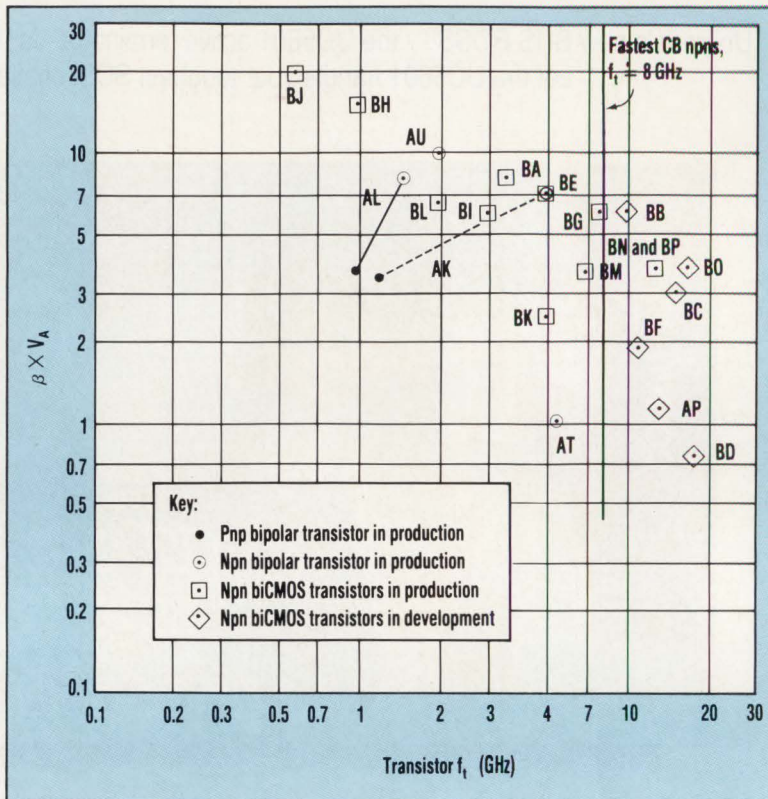 30
20
10
7
5
3
2
1
0.7
0.5
0.3
0.2
0.1
β × VA
Fastest CB npns,
ft = 8 GHz
BJ
BH
AU
BA
BE
AL
BL
BI
BG
BB
BN and BP
AK
BM
BO
BC
BK
BF
AT
AP
BD
Key:
Pnp bipolar transistor in production
Npn bipolar transistor in production
Npn biCMOS transistors in production
Npn biCMOS transistors in development
0.1 0.2 0.3 0.5 0.7 1 2 3 4 5 7 10 20 30
Transistor ft (GHz)